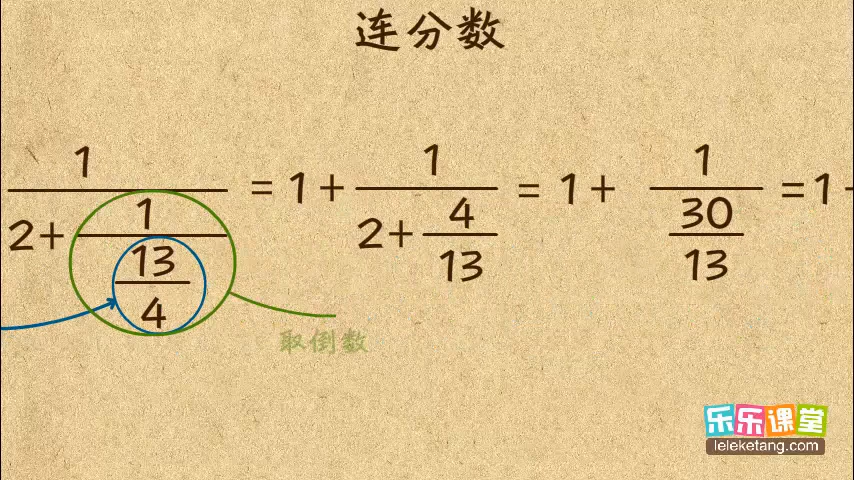 连分数
1/(2+1/(13/4)) = 1+1/(2+4/13) = 1+1/(30/13) = 1+
取倒数
乐乐课堂
leleketang.com